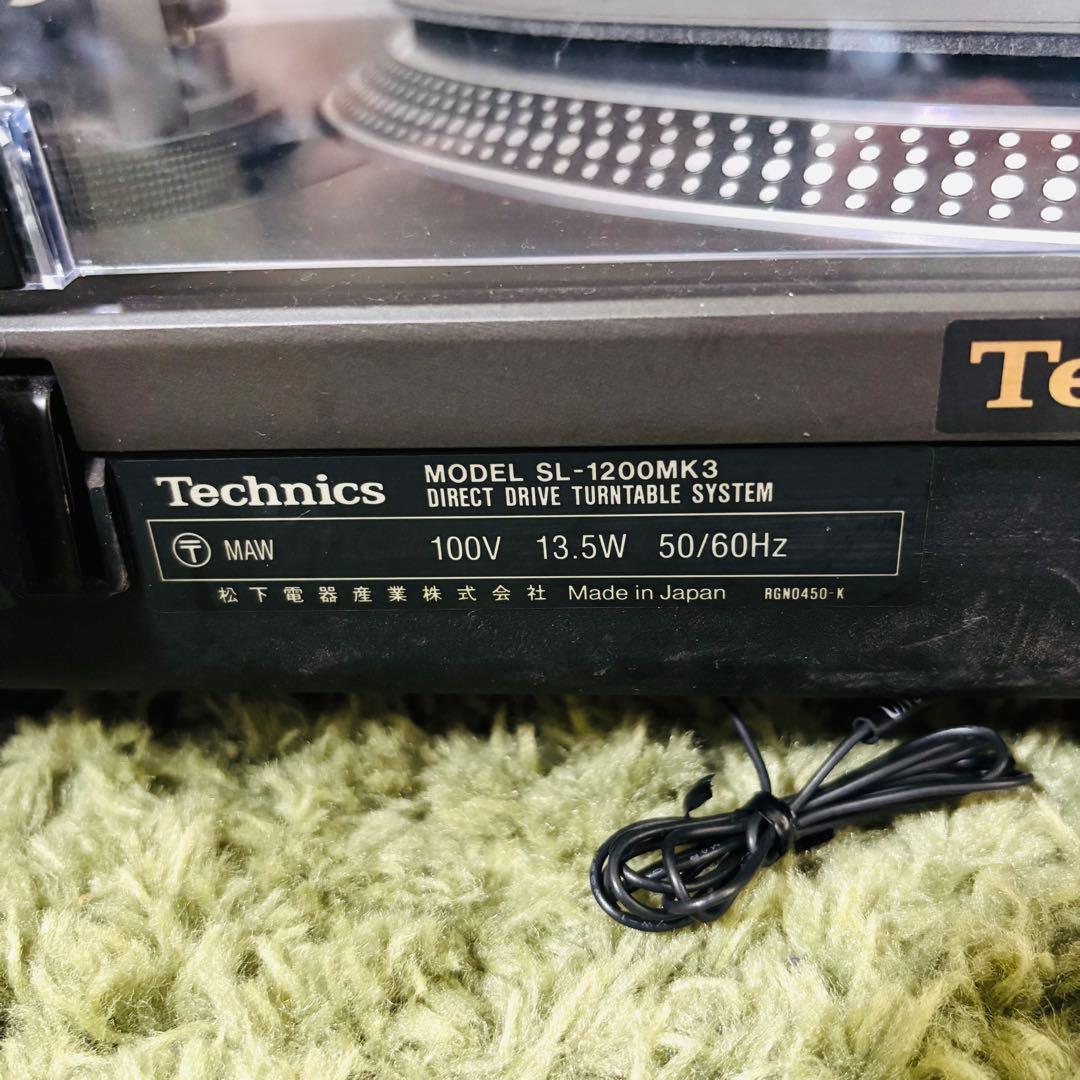 Te
Technics MODEL SL-1200MK3
DIRECT DRIVE TURNTABLE SYSTEM
〒 MAW 100V 13.5W 50/60Hz
松下電器産業株式会社 Made in Japan RGN0450-K